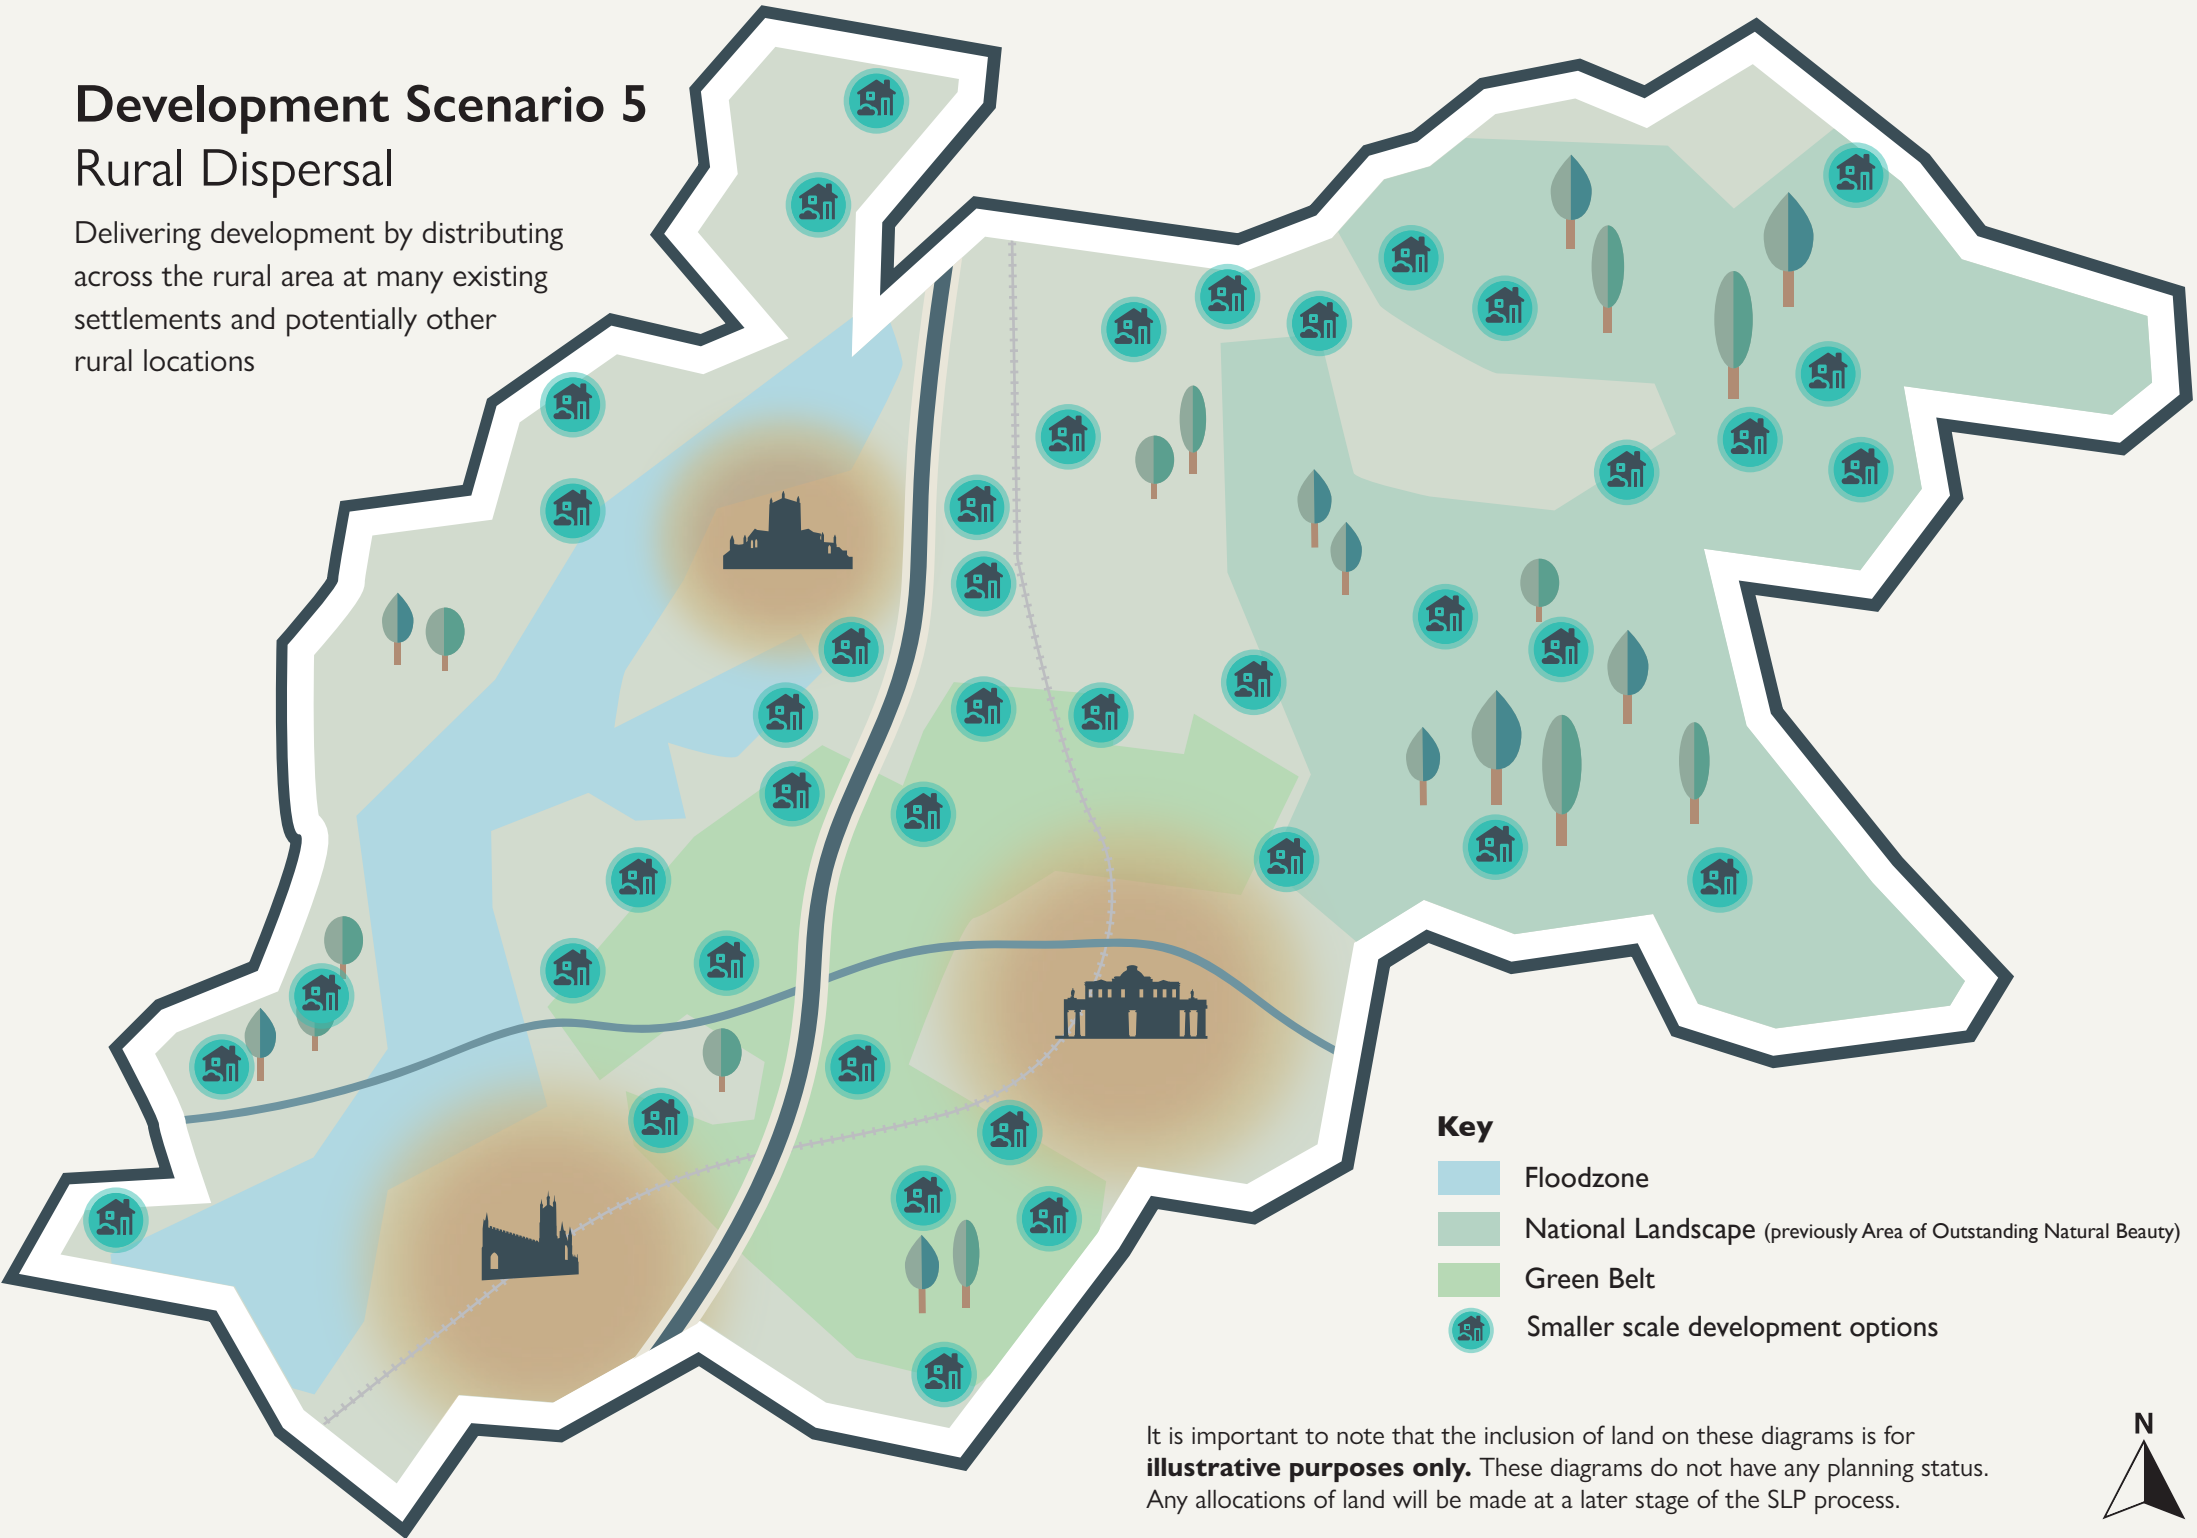 Development Scenario 5
Rural Dispersal
Delivering development by distributing
across the rural area at many existing
settlements and potentially other
rural locations
Key
Floodzone
National Landscape (previously Area of Outstanding Natural Beauty)
Green Belt
Smaller scale development options
It is important to note that the inclusion of land on these diagrams is for
illustrative purposes only. These diagrams do not have any planning status.
Any allocations of land will be made at a later stage of the SLP process.
N